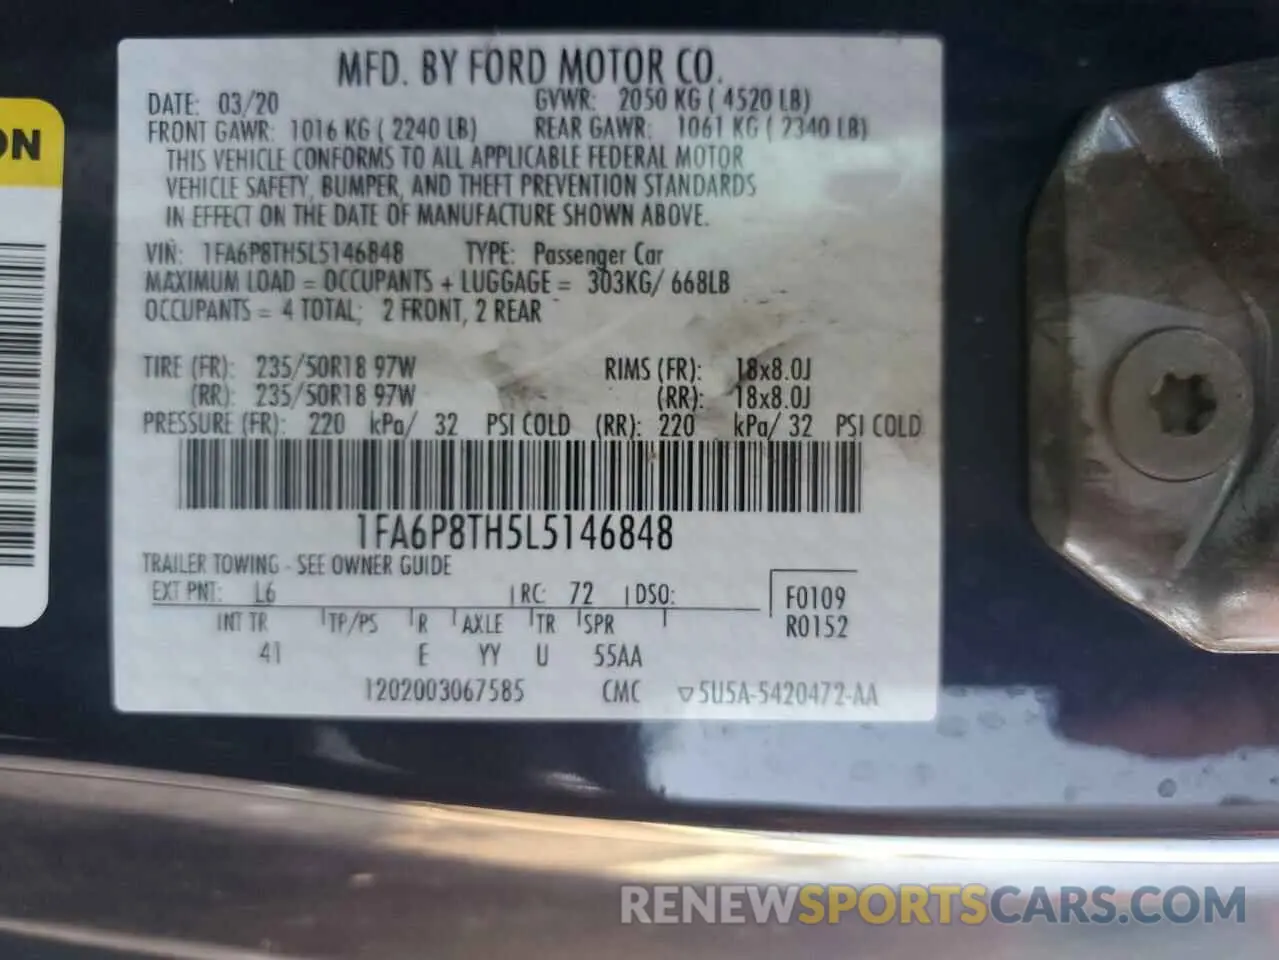 MFD. BY FORD MOTOR CO.
DATE: 03/20 GVWR: 2050 KG ( 4520 LB)
FRONT GAWR: 1016 KG ( 2240 LB) REAR GAWR: 1061 KG ( 2340 LB)
THIS VEHICLE CONFORMS TO ALL APPLICABLE FEDERAL MOTOR
VEHICLE SAFETY, BUMPER, AND THEFT PREVENTION STANDARDS
IN EFFECT ON THE DATE OF MANUFACTURE SHOWN ABOVE.
VIN: 1FA6P8TH5L5146848 TYPE: Passenger Car
MAXIMUM LOAD = OCCUPANTS + LUGGAGE = 303KG/ 668LB
OCCUPANTS = 4 TOTAL; 2 FRONT, 2 REAR
TIRE (FR): 235/50R18 97W RIMS (FR): 18x8.0J
(RR): 235/50R18 97W (RR): 18x8.0J
PRESSURE (FR): 220 kPa/ 32 PSI COLD (RR): 220 kPa/ 32 PSI COLD
1FA6P8TH5L5146848
TRAILER TOWING - SEE OWNER GUIDE
EXT PNT: L6 RC: 72 DSO: F0109
INT TR TP/PS R AXLE TR SPR R0152
41 E YY U 55AA
1202003067585 CMC ▽5U5A-5420472-AA
ON
RENEWSPORTSCARS.COM